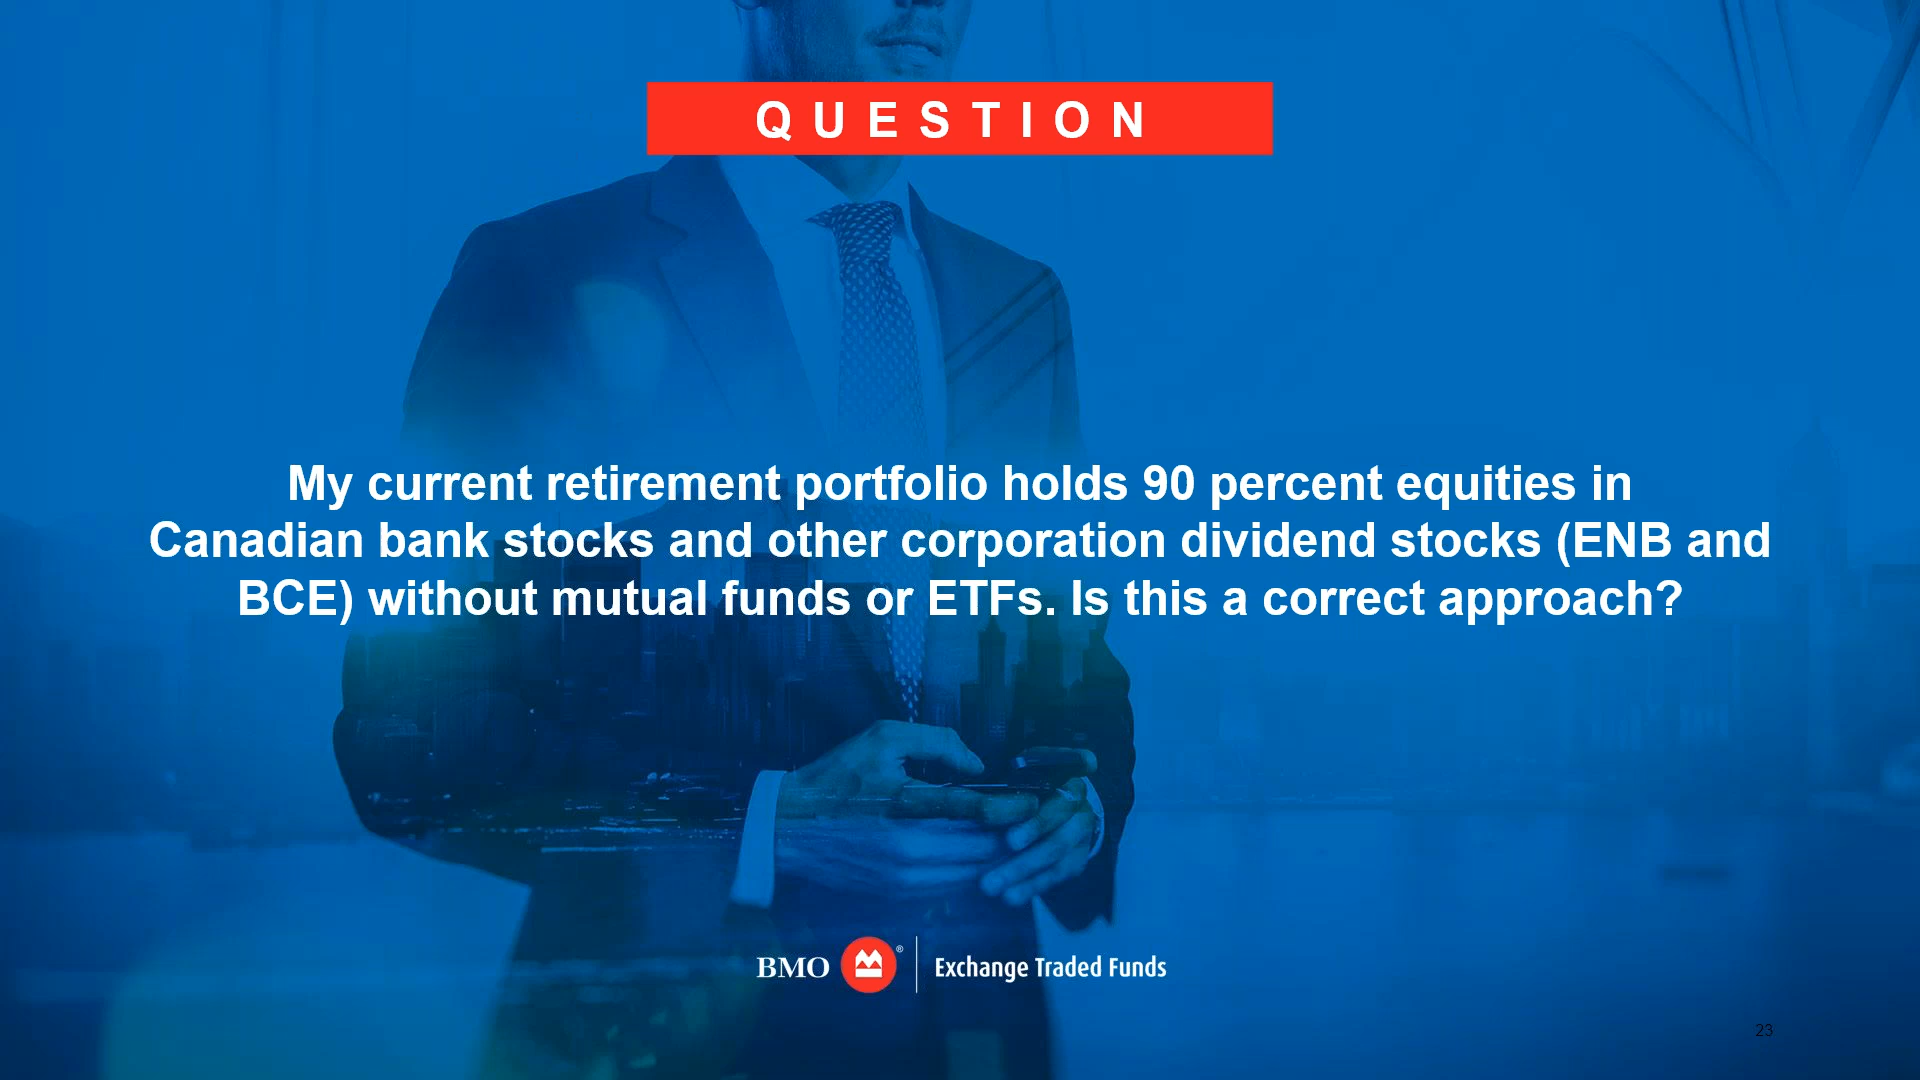 QUESTION
My current retirement portfolio holds 90 percent equities in
Canadian bank stocks and other corporation dividend stocks (ENB and
BCE) without mutual funds or ETFs. Is this a correct approach?
BMO ® Exchange Traded Funds
23